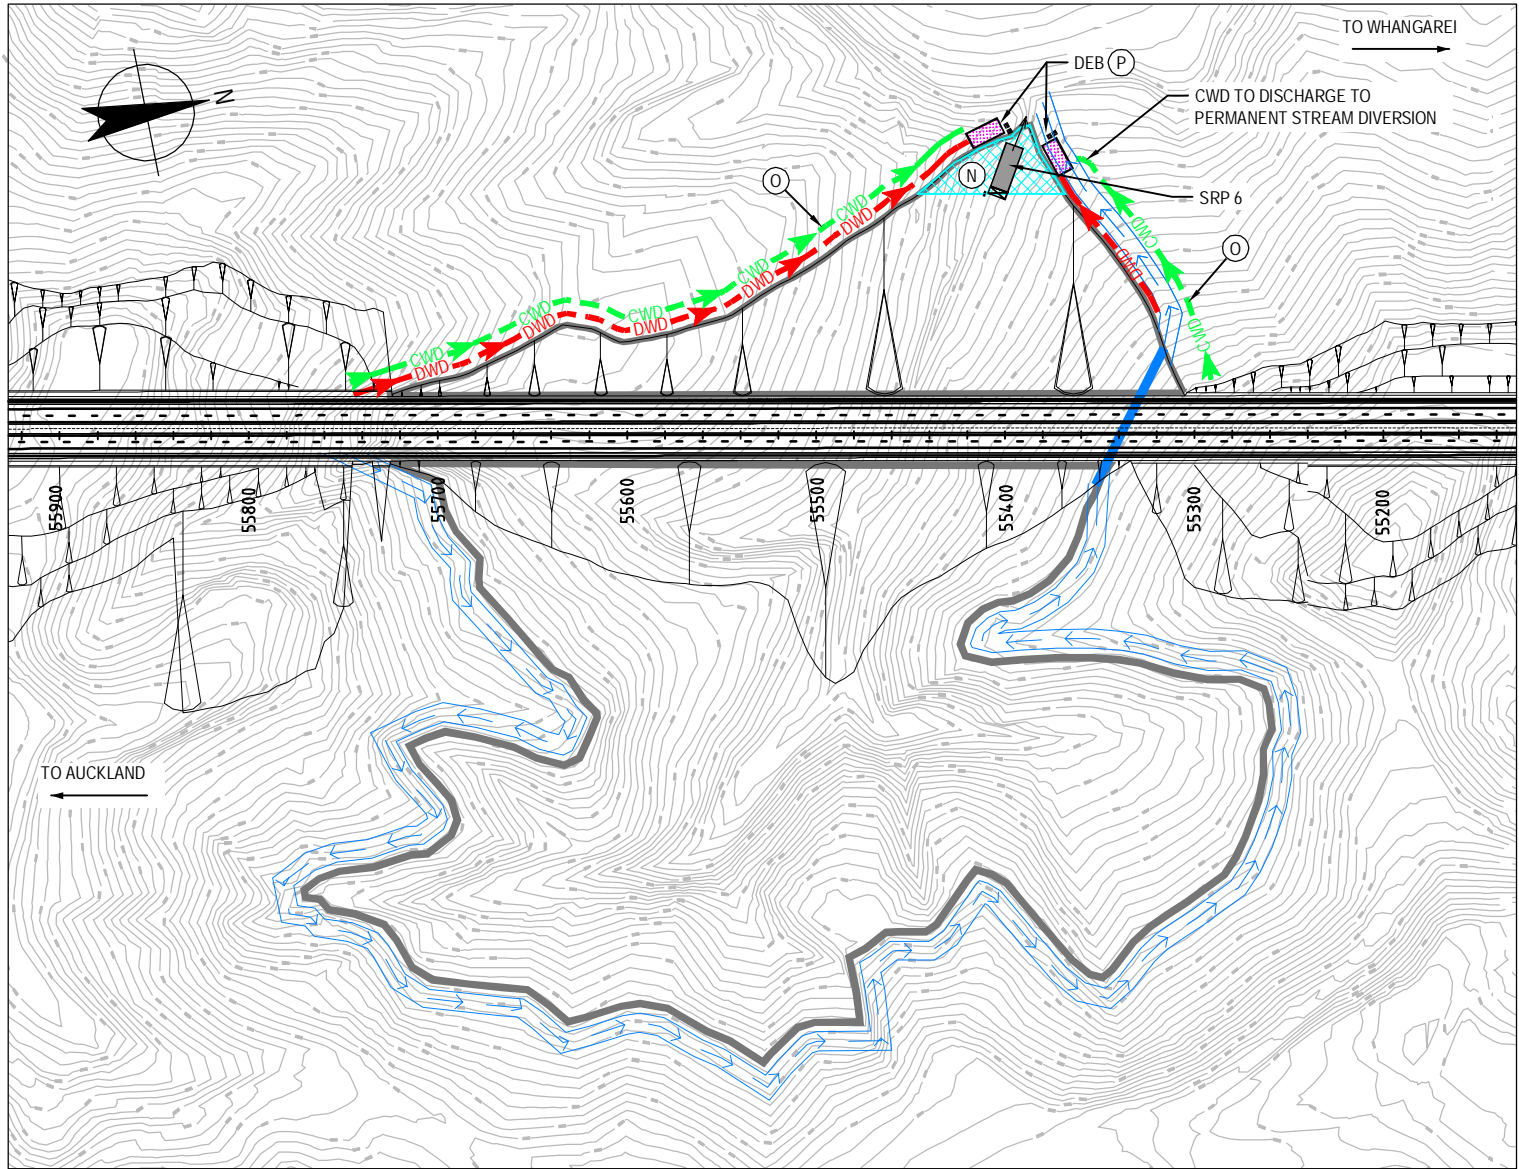 TO WHANGAREI
N
DEB P
CWD TO DISCHARGE TO
PERMANENT STREAM DIVERSION
O
N
SRP 6
O
CWD
DWD
CWD
DWD
CWD
DWD
CWD
DWD
CWD
DWD
CWD
DWD
CWD
55900
55800
55700
55600
55500
55400
55300
55200
TO AUCKLAND